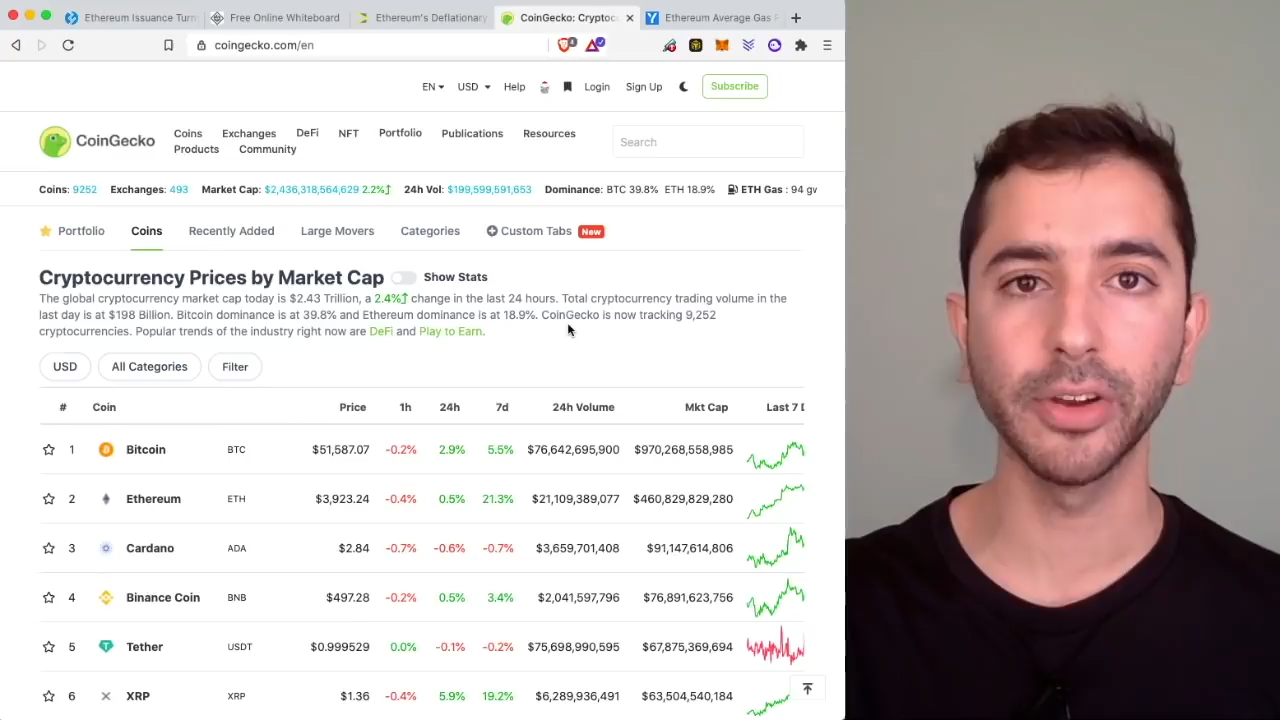 Ethereum Issuance Turn
Free Online Whiteboard
Ethereum's Deflationary
CoinGecko: Cryptoc
Ethereum Average Gas P
coingecko.com/en
EN
USD
Help
Login
Sign Up
Subscribe
CoinGecko
Coins
Exchanges
DeFi
NFT
Portfolio
Publications
Resources
Products
Community
Search
Coins: 9252 Exchanges: 493 Market Cap: $2,436,318,564,629 2.2% 24h Vol: $199,599,591,653 Dominance: BTC 39.8% ETH 18.9% ETH Gas : 94 gv
Portfolio
Coins
Recently Added
Large Movers
Categories
Custom Tabs
New
Cryptocurrency Prices by Market Cap
Show Stats
The global cryptocurrency market cap today is $2.43 Trillion, a 2.4% change in the last 24 hours. Total cryptocurrency trading volume in the
last day is at $198 Billion. Bitcoin dominance is at 39.8% and Ethereum dominance is at 18.9%. CoinGecko is now tracking 9,252
cryptocurrencies. Popular trends of the industry right now are DeFi and Play to Earn.
USD
All Categories
Filter
# Coin Price 1h 24h 7d 24h Volume Mkt Cap Last 7 D
1 Bitcoin BTC $51,587.07 -0.2% 2.9% 5.5% $76,642,695,900 $970,268,558,985
2 Ethereum ETH $3,923.24 -0.4% 0.5% 21.3% $21,109,389,077 $460,829,829,280
3 Cardano ADA $2.84 -0.7% -0.6% -0.7% $3,659,701,408 $91,147,614,806
4 Binance Coin BNB $497.28 -0.2% 0.5% 3.4% $2,041,597,796 $76,891,623,756
5 Tether USDT $0.999529 0.0% -0.1% -0.2% $75,698,990,595 $67,875,369,694
6 XRP XRP $1.36 -0.4% 5.9% 19.2% $6,289,936,491 $63,504,540,184